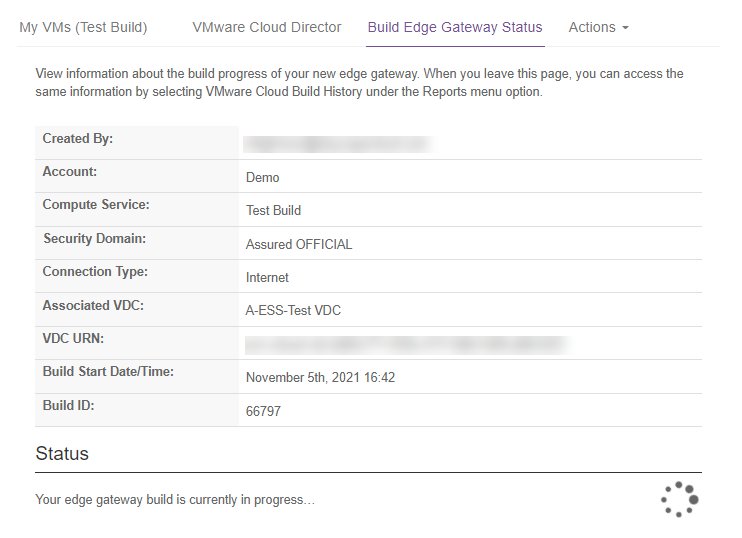 My VMs (Test Build) VMware Cloud Director Build Edge Gateway Status Actions
View information about the build progress of your new edge gateway. When you leave this page, you can access the
same information by selecting VMware Cloud Build History under the Reports menu option.
Created By:
Account: Demo
Compute Service: Test Build
Security Domain: Assured OFFICIAL
Connection Type: Internet
Associated VDC: A-ESS-Test VDC
VDC URN:
Build Start Date/Time: November 5th, 2021 16:42
Build ID: 66797
Status
Your edge gateway build is currently in progress...